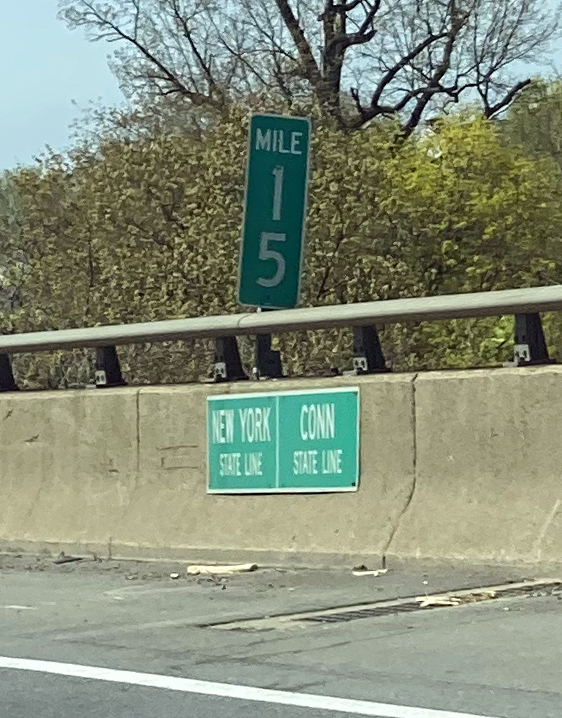 MILE
1
5
NEW YORK
STATE LINE
CONN
STATE LINE